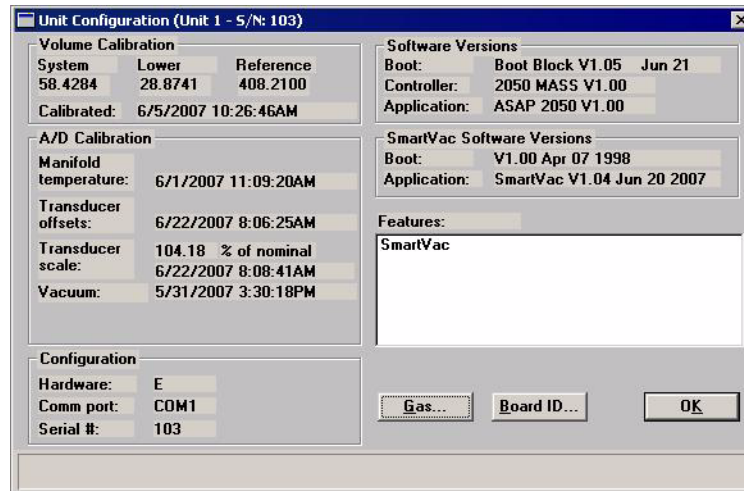 Unit Configuration (Unit 1 - S/N: 103)
Volume Calibration
System Lower Reference
58.4284 28.8741 408.2100
Calibrated: 6/5/2007 10:26:46AM
A/D Calibration
Manifold
temperature: 6/1/2007 11:09:20AM
Transducer
offsets: 6/22/2007 8:06:25AM
Transducer 104.18 % of nominal
scale: 6/22/2007 8:08:41AM
Vacuum: 5/31/2007 3:30:18PM
Configuration
Hardware: E
Comm port: COM1
Serial #: 103
Software Versions
Boot: Boot Block V1.05 Jun 21
Controller: 2050 MASS V1.00
Application: ASAP 2050 V1.00
SmartVac Software Versions
Boot: V1.00 Apr 07 1998
Application: SmartVac V1.04 Jun 20 2007
Features:
SmartVac
Gas... Board ID... OK